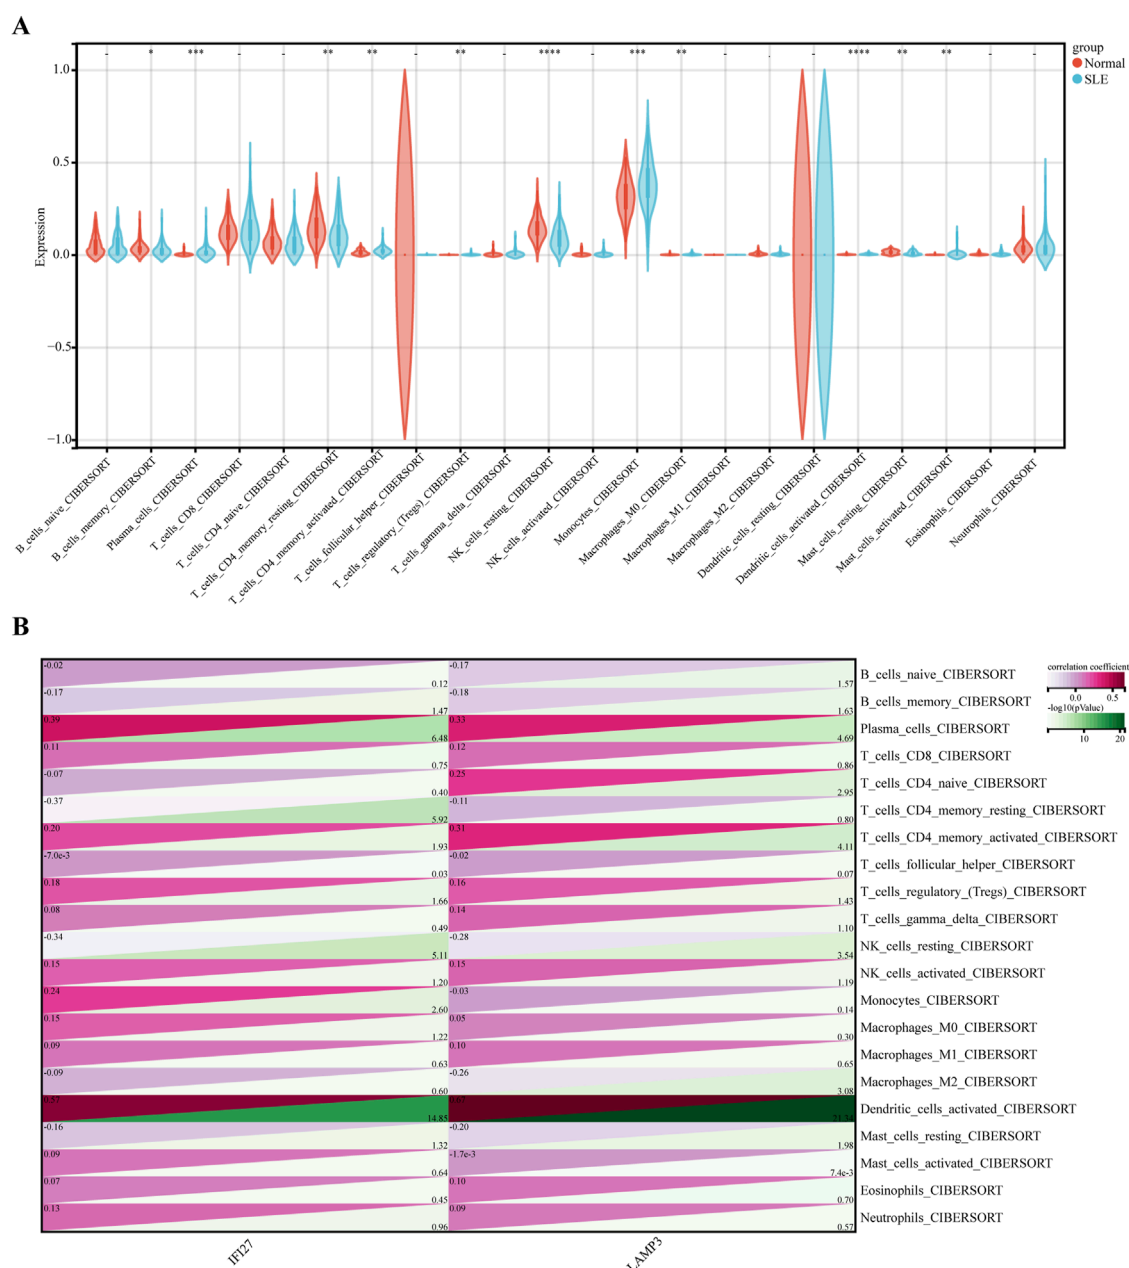 A
- * *** - - ** ** - ** - **** - *** ** - . - **** ** ** - -
group
Normal
SLE
1.0
0.5
0.0
−0.5
−1.0
Expression
B_cells_naive_CIBERSORT
B_cells_memory_CIBERSORT
Plasma_cells_CIBERSORT
T_cells_CD8_CIBERSORT
T_cells_CD4_naive_CIBERSORT
T_cells_CD4_memory_resting_CIBERSORT
T_cells_CD4_memory_activated_CIBERSORT
T_cells_follicular_helper_CIBERSORT
T_cells_regulatory_(Tregs)_CIBERSORT
T_cells_gamma_delta_CIBERSORT
NK_cells_resting_CIBERSORT
NK_cells_activated_CIBERSORT
Monocytes_CIBERSORT
Macrophages_M0_CIBERSORT
Macrophages_M1_CIBERSORT
Macrophages_M2_CIBERSORT
Dendritic_cells_resting_CIBERSORT
Dendritic_cells_activated_CIBERSORT
Mast_cells_resting_CIBERSORT
Mast_cells_activated_CIBERSORT
Eosinophils_CIBERSORT
Neutrophils_CIBERSORT
B
-0.02 0.12 -0.17 1.57 B_cells_naive_CIBERSORT
-0.17 1.47 -0.18 1.63 B_cells_memory_CIBERSORT
0.39 6.48 0.33 4.69 Plasma_cells_CIBERSORT
0.11 0.75 0.12 0.86 T_cells_CD8_CIBERSORT
-0.07 0.40 0.25 2.95 T_cells_CD4_naive_CIBERSORT
-0.37 5.92 -0.11 0.80 T_cells_CD4_memory_resting_CIBERSORT
0.20 1.93 0.31 4.11 T_cells_CD4_memory_activated_CIBERSORT
-7.0e-3 0.03 -0.02 0.07 T_cells_follicular_helper_CIBERSORT
0.18 1.66 0.16 1.43 T_cells_regulatory_(Tregs)_CIBERSORT
0.08 0.49 0.14 1.10 T_cells_gamma_delta_CIBERSORT
-0.34 5.11 -0.28 3.54 NK_cells_resting_CIBERSORT
0.15 1.20 0.15 1.19 NK_cells_activated_CIBERSORT
0.24 2.60 -0.03 0.14 Monocytes_CIBERSORT
0.15 1.22 0.05 0.30 Macrophages_M0_CIBERSORT
0.09 0.63 0.10 0.65 Macrophages_M1_CIBERSORT
-0.09 0.60 -0.26 3.08 Macrophages_M2_CIBERSORT
0.57 14.85 0.67 21.34 Dendritic_cells_activated_CIBERSORT
-0.16 1.32 -0.20 1.98 Mast_cells_resting_CIBERSORT
0.09 0.64 -1.7e-3 7.4e-3 Mast_cells_activated_CIBERSORT
0.07 0.45 0.10 0.70 Eosinophils_CIBERSORT
0.13 0.96 0.09 0.57 Neutrophils_CIBERSORT
IFI27
LAMP3
correlation coefficient
0.0 0.5
-log10(pValue)
10 20